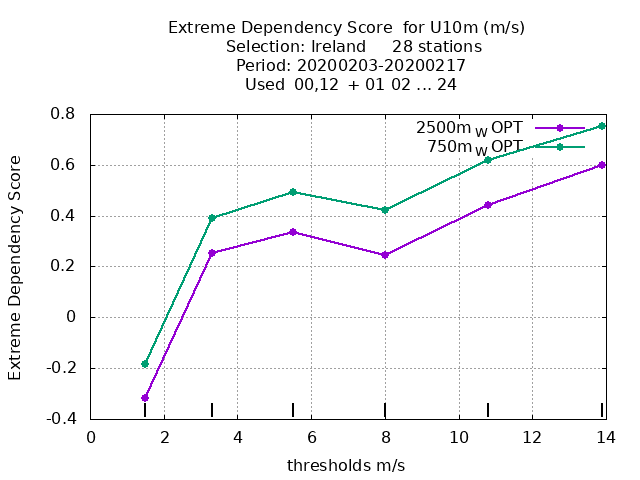 Extreme Dependency Score  for U10m (m/s)
Selection: Ireland     28 stations
Period: 20200203-20200217
Used  00,12  + 01 02 ... 24
Extreme Dependency Score
0.8
0.6
0.4
0.2
0
-0.2
-0.4
2500m W OPT
750m W OPT
0 2 4 6 8 10 12 14
thresholds m/s